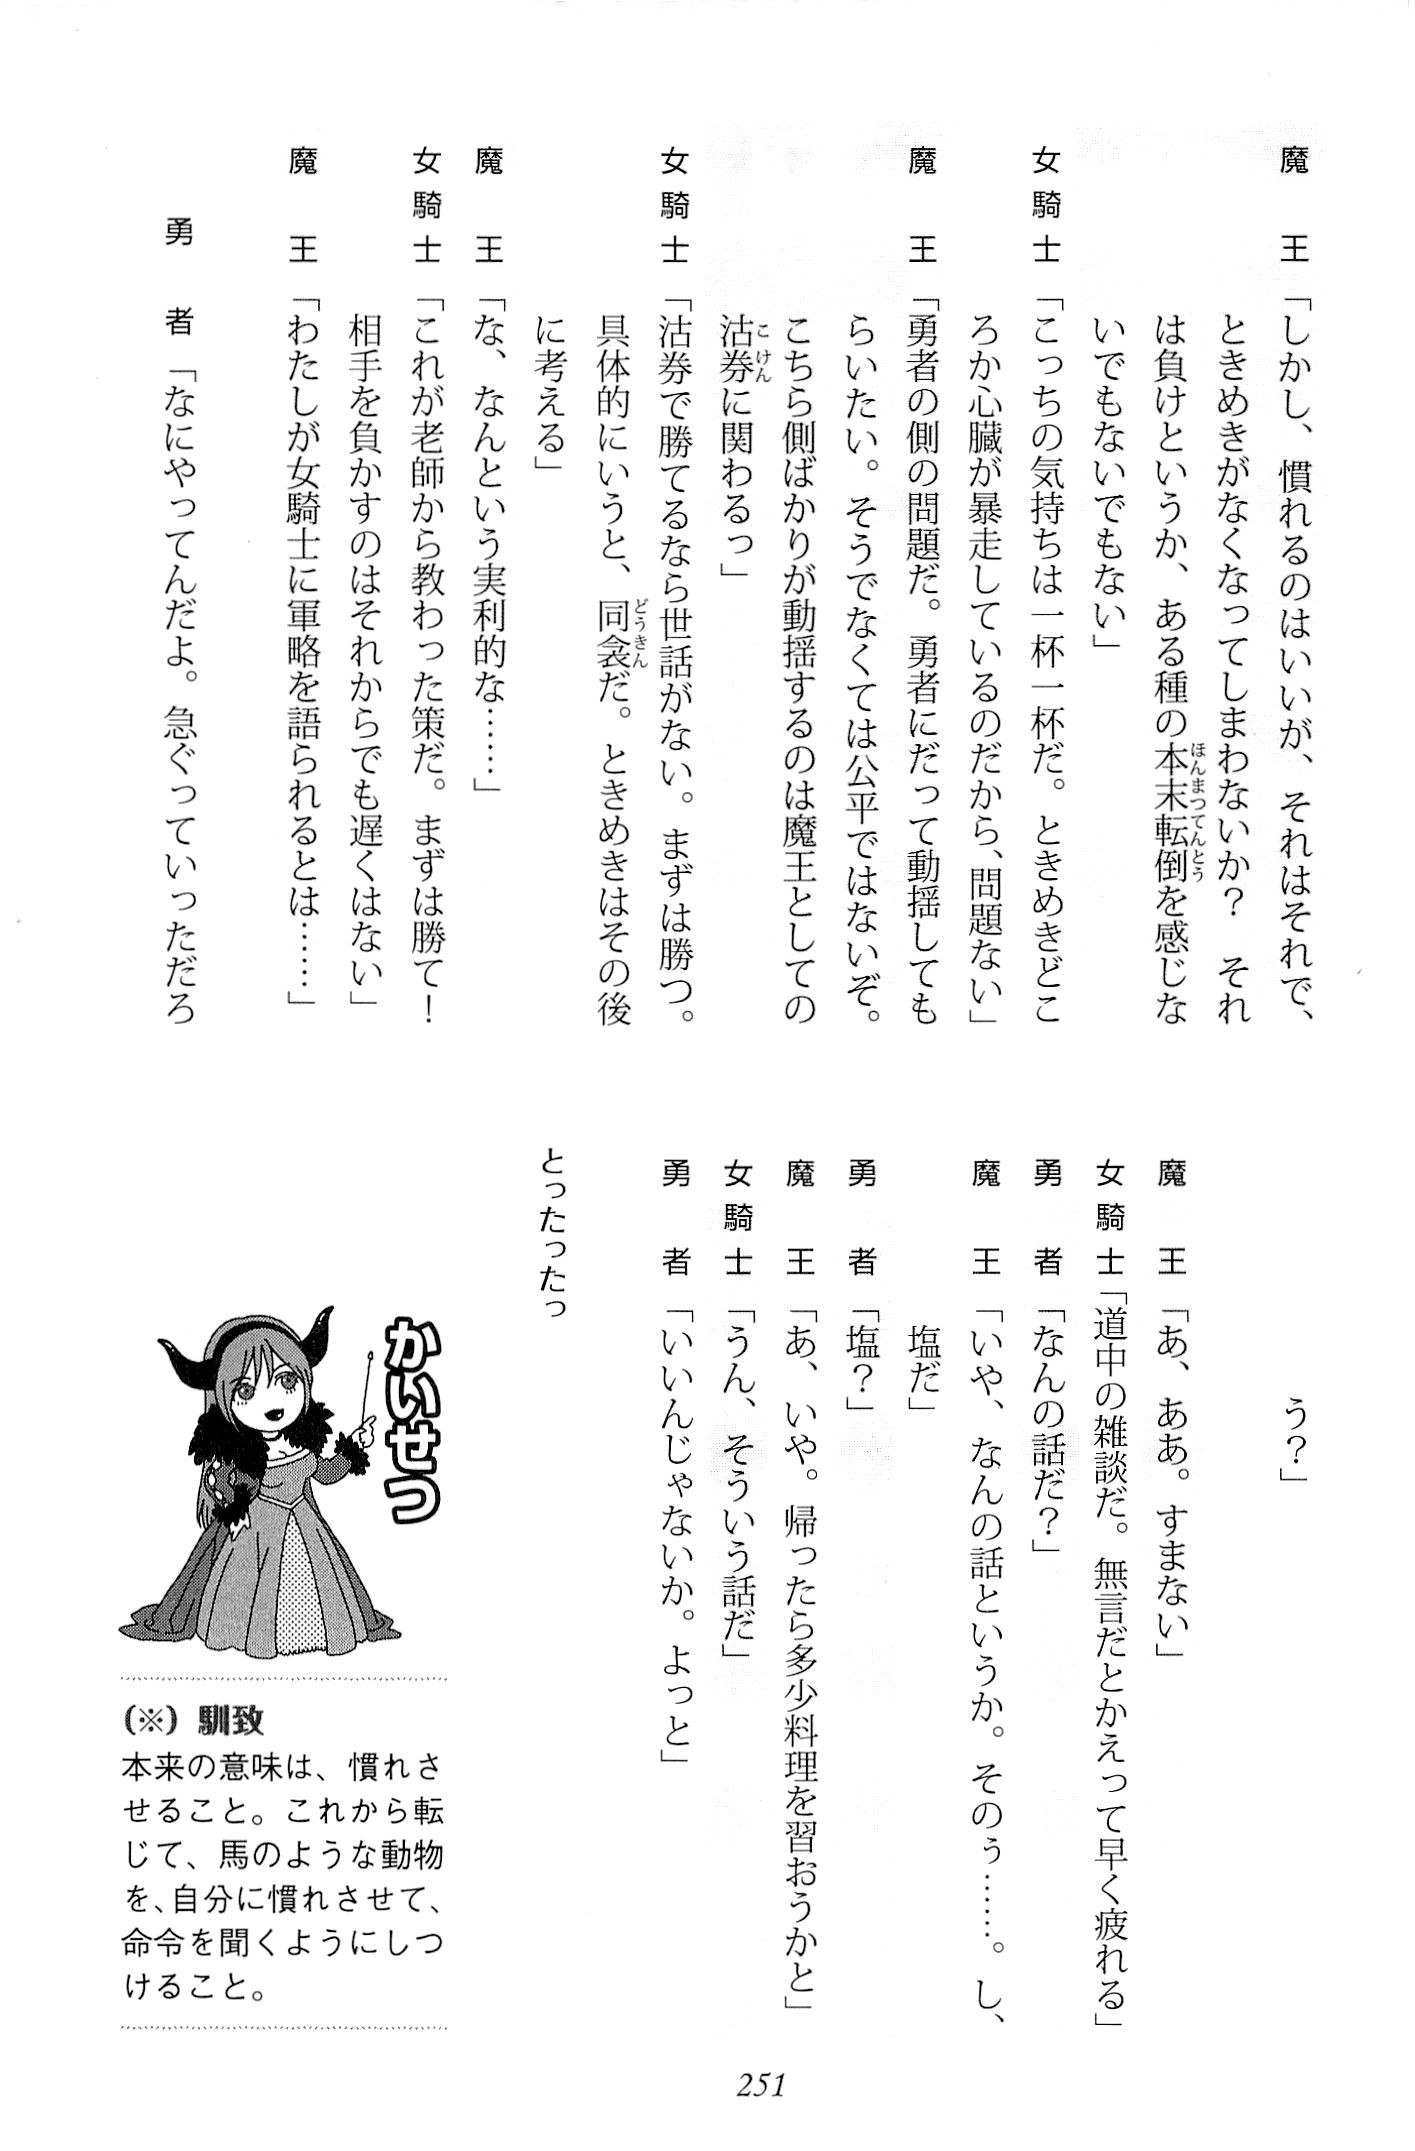 魔　王「しかし、慣れるのはいいが、それはそれで、
ときめきがなくなってしまわないか？　それ
は負けというか、ある種の本末転倒を感じな
いでもないでもない」
女騎士「こっちの気持ちは一杯一杯だ。ときめきどこ
ろか心臓が暴走しているのだから、問題ない」
魔　王「勇者の側の問題だ。勇者にだって動揺しても
らいたい。そうでなくては公平ではないぞ。
こちら側ばかりが動揺するのは魔王としての
沽券に関わるっ」
女騎士「沽券で勝てるなら世話がない。まずは勝つ。
具体的にいうと、同衾だ。ときめきはその後
に考える」
魔　王「な、なんという実利的な……」
女騎士「これが老師から教わった策だ。まずは勝て！
相手を負かすのはそれからでも遅くはない」
魔　王「わたしが女騎士に軍略を語られるとは……」
勇　者「なにやってんだよ。急ぐっていっただろ
う？」
魔　王「あ、ああ。すまない」
女騎士「道中の雑談だ。無言だとかえって早く疲れる」
勇　者「なんの話だ？」
魔　王「いや、なんの話というか。そのぅ……。し、
塩だ」
勇　者「塩？」
魔　王「あ、いや。帰ったら多少料理を習おうかと」
女騎士「うん、そういう話だ」
勇　者「いいんじゃないか。よっと」
とったったっ
かいせつ
（※）馴致
本来の意味は、慣れさ
せること。これから転
じて、馬のような動物
を、自分に慣れさせて、
命令を聞くようにしつ
けること。
251